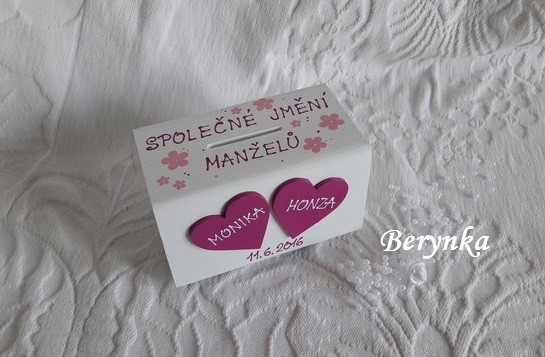 SPOLEČNÉ JMĚNÍ
MANŽELŮ
MONIKA
HONZA
11.6.2016
Berynka